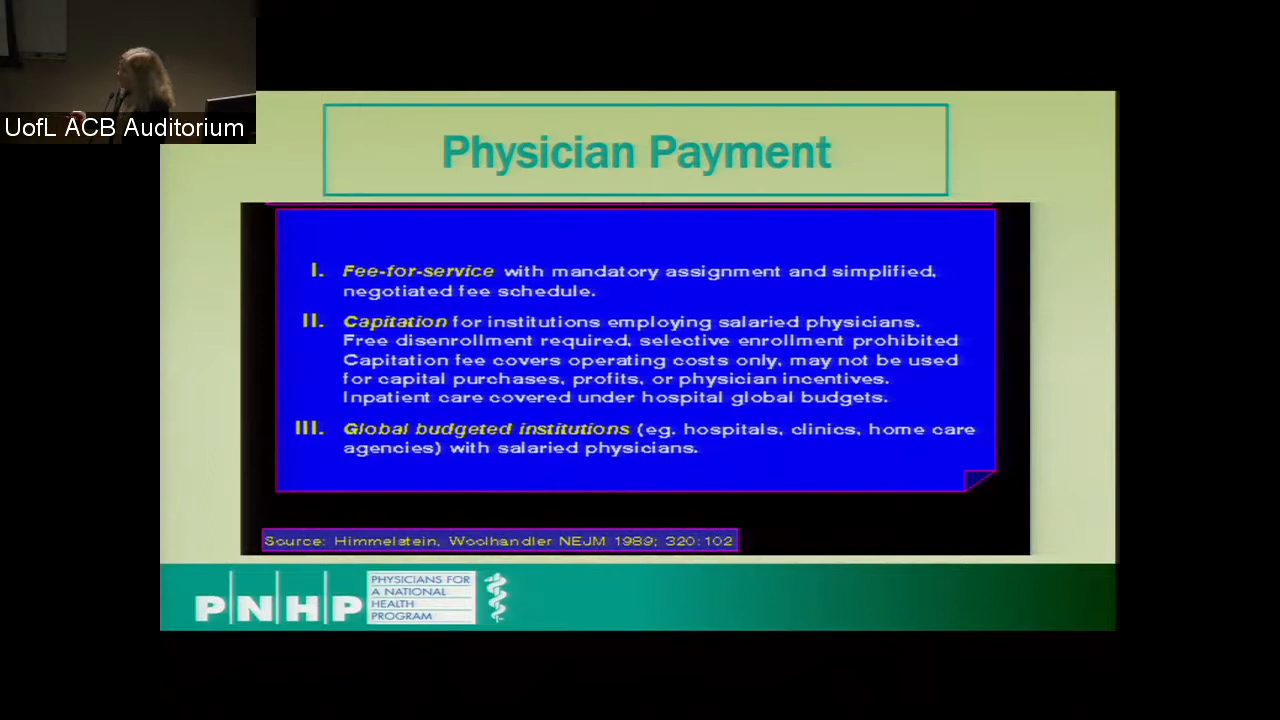 UofL ACB Auditorium
Physician Payment
I. Fee-for-service with mandatory assignment and simplified,
negotiated fee schedule.
II. Capitation for institutions employing salaried physicians.
Free disenrollment required, selective enrollment prohibited
Capitation fee covers operating costs only, may not be used
for capital purchases, profits, or physician incentives.
Inpatient care covered under hospital global budgets.
III. Global budgeted institutions (eg. hospitals, clinics, home care
agencies) with salaried physicians.
Source: Himmelstein, Woolhandler NEJM 1989; 320:102
PNHP
PHYSICIANS FOR
A NATIONAL
HEALTH
PROGRAM